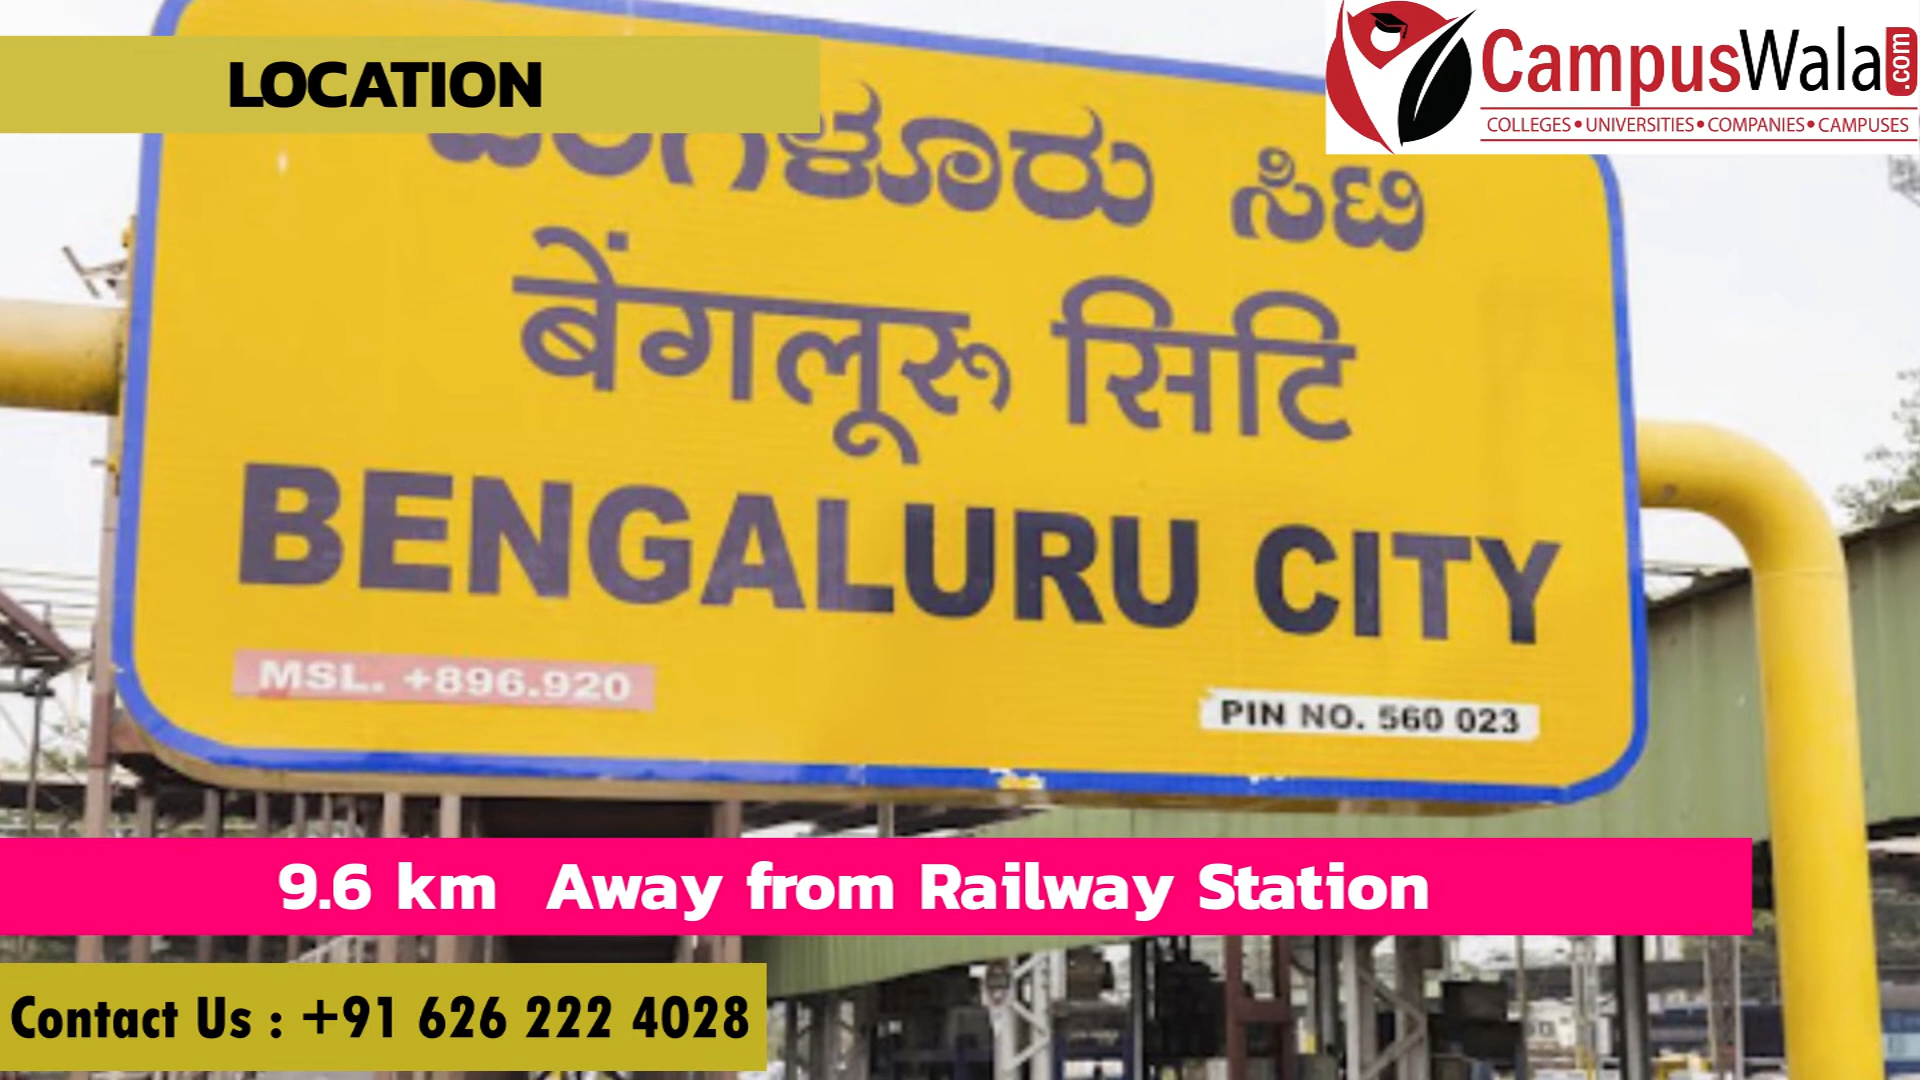 LOCATION
CampusWala.com
COLLEGES•UNIVERSITIES•COMPANIES•CAMPUSES
ಬೆಂಗಳೂರು ಸಿಟಿ
बेंगलूरू सिटि
BENGALURU CITY
MSL. +896.920
PIN NO. 560 023
9.6 km Away from Railway Station
Contact Us : +91 626 222 4028